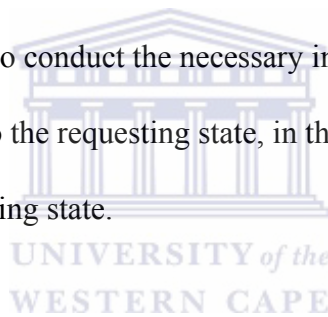 o conduct the necessary in
the requesting state, in th
ing state.
UNIVERSITY of the
WESTERN CAPE